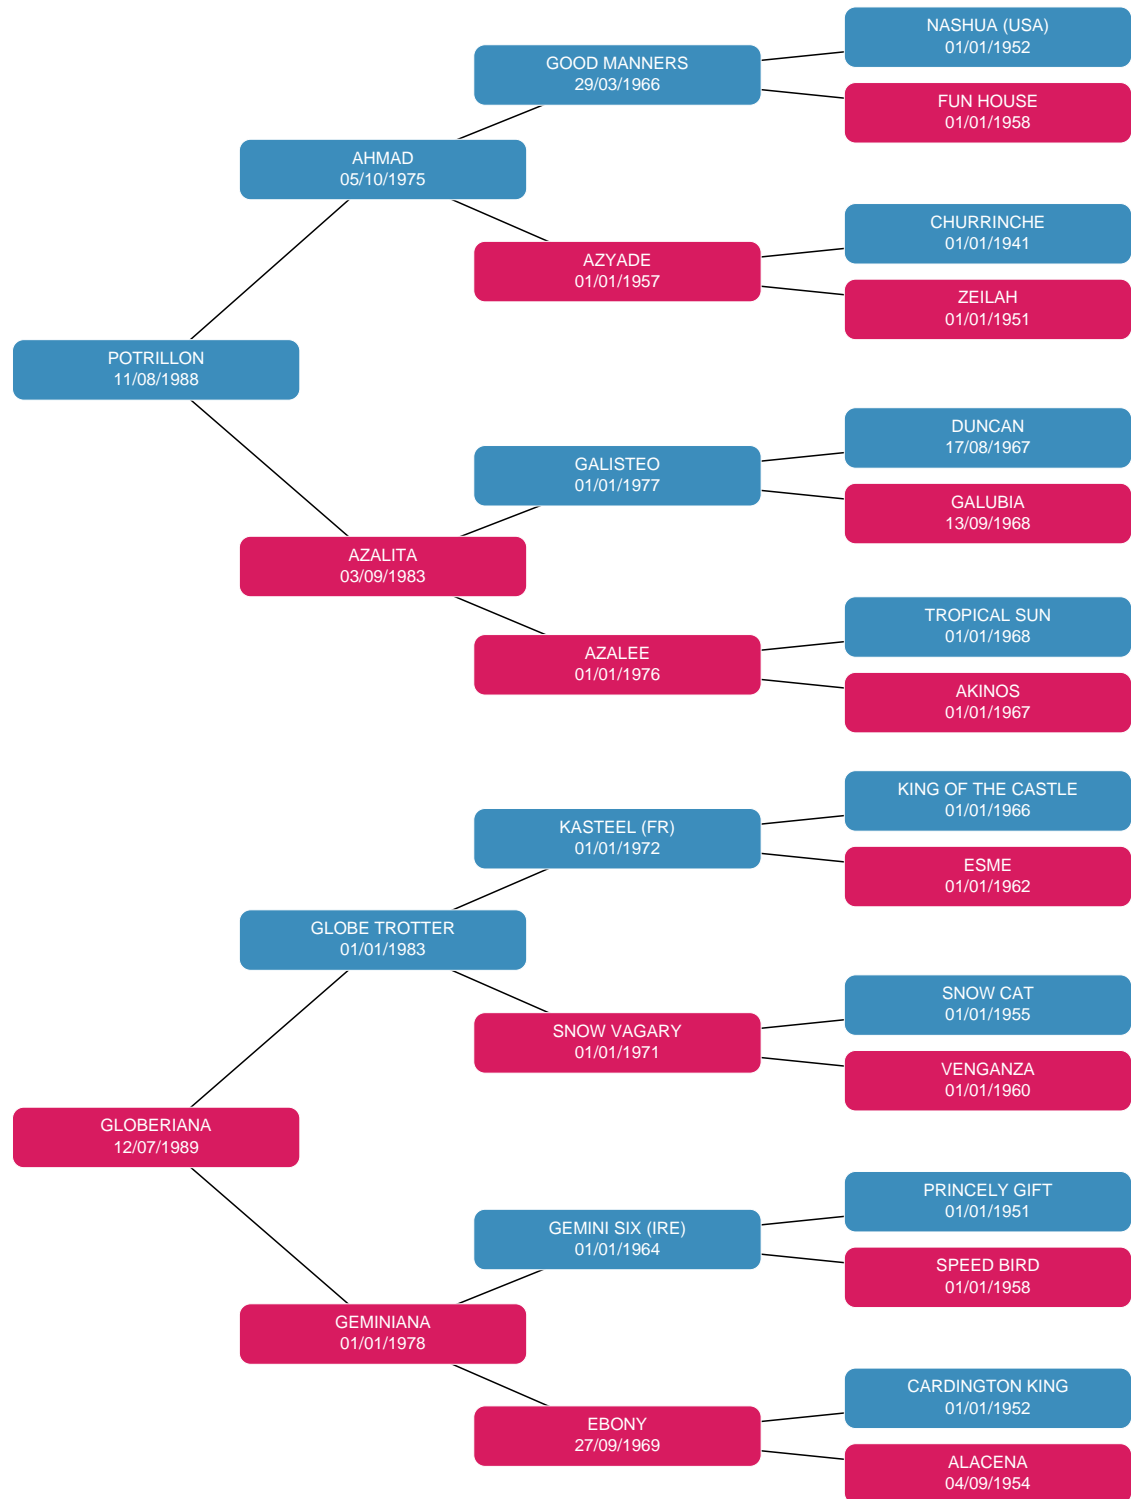 NASHUA (USA)
01/01/1952
GOOD MANNERS
29/03/1966
FUN HOUSE
01/01/1958
AHMAD
05/10/1975
CHURRINCHE
01/01/1941
AZYADE
01/01/1957
ZEILAH
01/01/1951
POTRILLON
11/08/1988
DUNCAN
17/08/1967
GALISTEO
01/01/1977
GALUBIA
13/09/1968
AZALITA
03/09/1983
TROPICAL SUN
01/01/1968
AZALEE
01/01/1976
AKINOS
01/01/1967
KING OF THE CASTLE
01/01/1966
KASTEEL (FR)
01/01/1972
ESME
01/01/1962
GLOBE TROTTER
01/01/1983
SNOW CAT
01/01/1955
SNOW VAGARY
01/01/1971
VENGANZA
01/01/1960
GLOBERIANA
12/07/1989
PRINCELY GIFT
01/01/1951
GEMINI SIX (IRE)
01/01/1964
SPEED BIRD
01/01/1958
GEMINIANA
01/01/1978
CARDINGTON KING
01/01/1952
EBONY
27/09/1969
ALACENA
04/09/1954